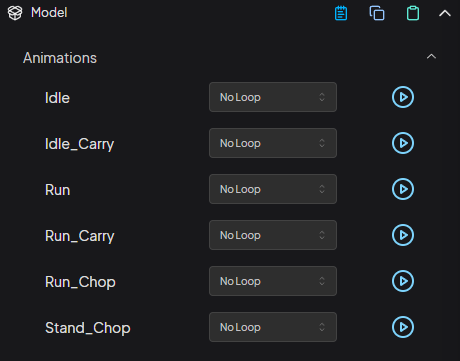 Model
Animations
Idle No Loop
Idle_Carry No Loop
Run No Loop
Run_Carry No Loop
Run_Chop No Loop
Stand_Chop No Loop